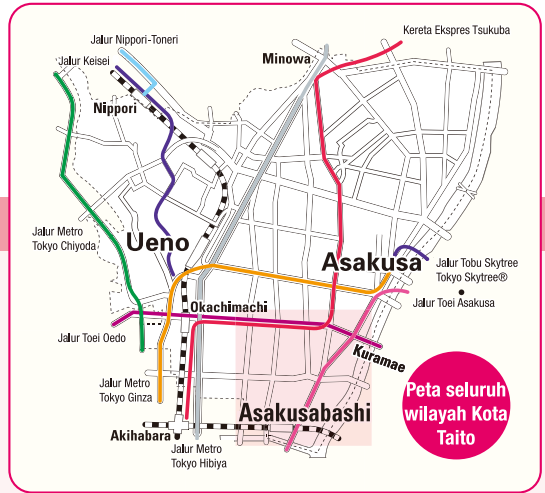 Jalur Nippori-Toneri
Kereta Ekspres Tsukuba
Jalur Keisei
Minowa
Nippori
Jalur Metro
Tokyo Chiyoda
Ueno
Asakusa
Jalur Tobu Skytree
Tokyo Skytree®
Jalur Toei Asakusa
Okachimachi
Jalur Toei Oedo
Kuramae
Jalur Metro
Tokyo Ginza
Asakusabashi
Peta seluruh
wilayah Kota
Taito
Akihabara
Jalur Metro
Tokyo Hibiya